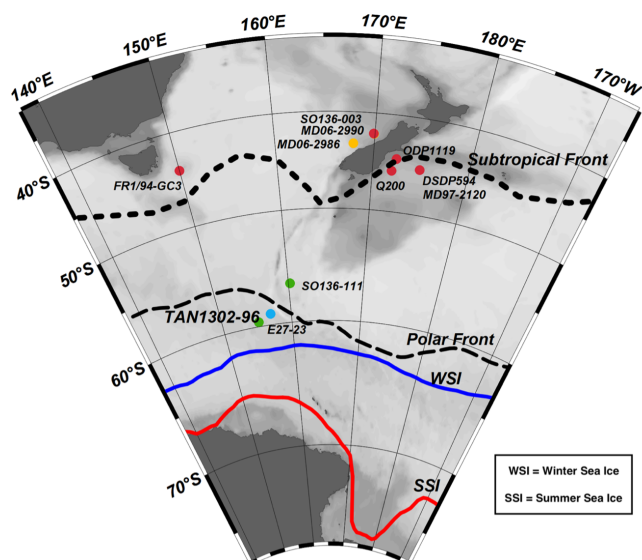 140°E
150°E
160°E
170°E
180°E
170°W
40°S
50°S
60°S
70°S
SO136-003
MD06-2990
MD06-2986
ODP1119
Subtropical Front
FR1/94-GC3
Q200
DSDP594
MD97-2120
SO136-111
TAN1302-96
E27-23
Polar Front
WSI
SSI
WSI = Winter Sea Ice
SSI = Summer Sea Ice